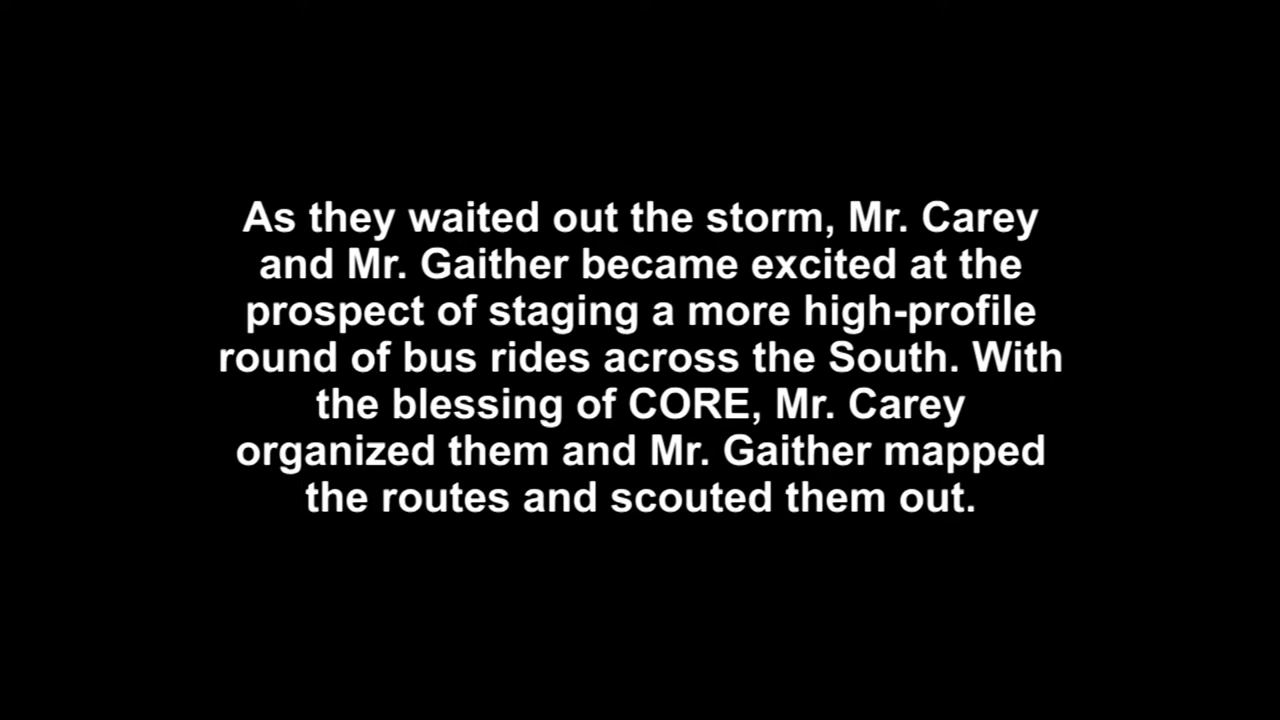 As they waited out the storm, Mr. Carey
and Mr. Gaither became excited at the
prospect of staging a more high-profile
round of bus rides across the South. With
the blessing of CORE, Mr. Carey
organized them and Mr. Gaither mapped
the routes and scouted them out.